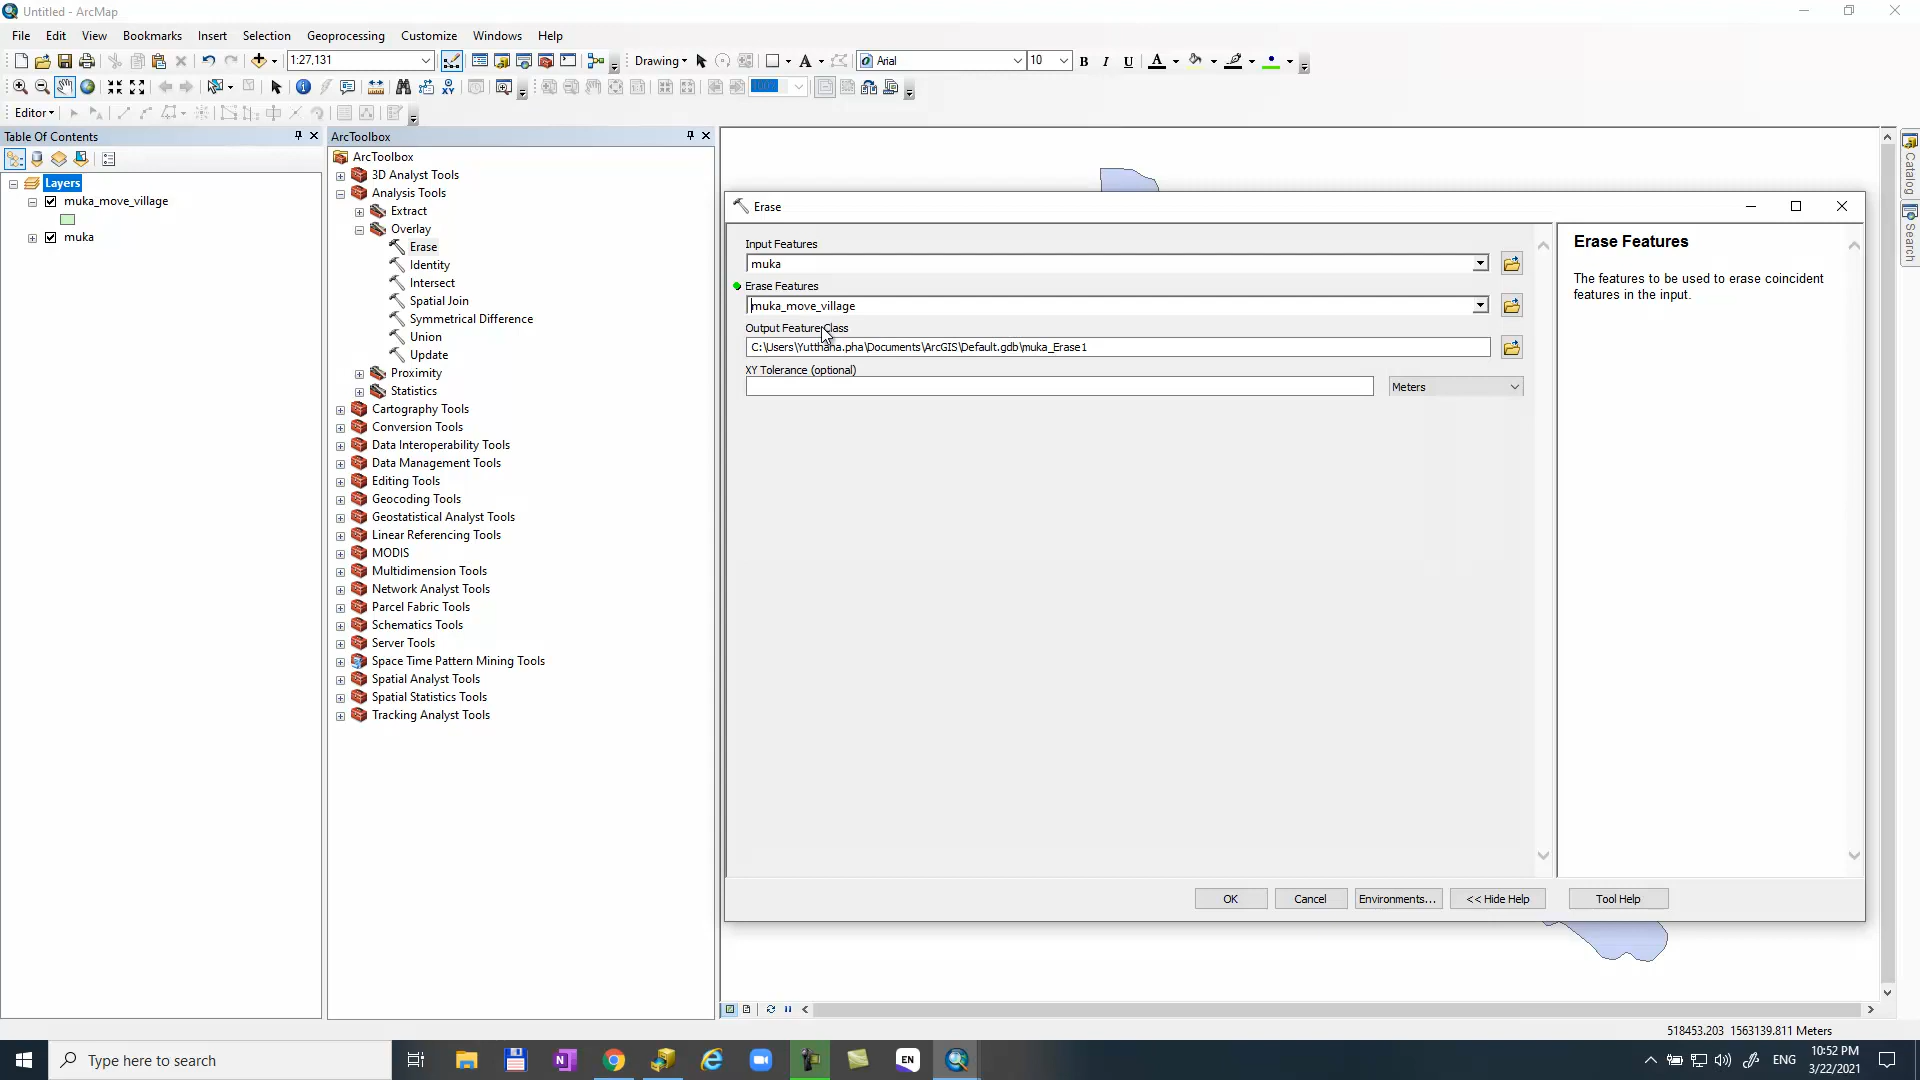 Untitled - ArcMap
File Edit View Bookmarks Insert Selection Geoprocessing Customize Windows Help
1:27,131
Drawing
Arial
10
B I U A
100%
Editor
Table Of Contents
ArcToolbox
Layers
muka_move_village
muka
ArcToolbox
3D Analyst Tools
Analysis Tools
Extract
Overlay
Erase
Identity
Intersect
Spatial Join
Symmetrical Difference
Union
Update
Proximity
Statistics
Cartography Tools
Conversion Tools
Data Interoperability Tools
Data Management Tools
Editing Tools
Geocoding Tools
Geostatistical Analyst Tools
Linear Referencing Tools
MODIS
Multidimension Tools
Network Analyst Tools
Parcel Fabric Tools
Schematics Tools
Server Tools
Space Time Pattern Mining Tools
Spatial Analyst Tools
Spatial Statistics Tools
Tracking Analyst Tools
Erase
Input Features
muka
Erase Features
muka_move_village
Output Feature Class
C:\Users\Yutthana.pha\Documents\ArcGIS\Default.gdb\muka_Erase1
XY Tolerance (optional)
Meters
OK Cancel Environments... << Hide Help Tool Help
Erase Features
The features to be used to erase coincident
features in the input.
Catalog
Search
518453.203 1563139.811 Meters
Type here to search
EN
ENG
10:52 PM
3/22/2021